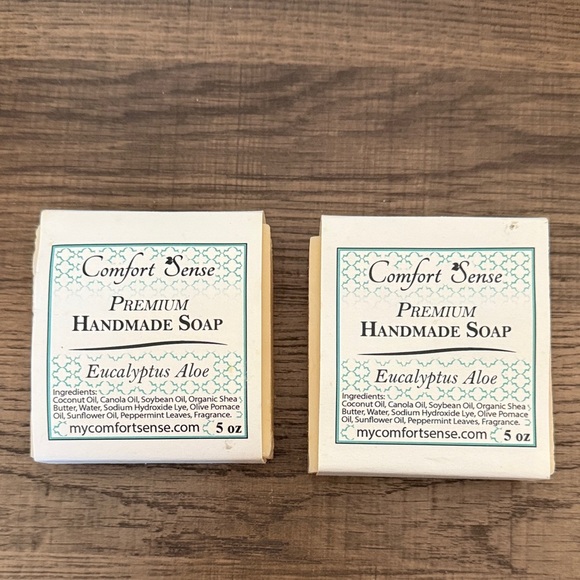 Comfort Sense
PREMIUM
HANDMADE SOAP
Eucalyptus Aloe
Ingredients:
Coconut Oil, Canola Oil, Soybean Oil, Organic Shea
Butter, Water, Sodium Hydroxide Lye, Olive Pomace
Oil, Sunflower Oil, Peppermint Leaves, Fragrance.
mycomfortsense.com 5 oz
Comfort Sense
PREMIUM
HANDMADE SOAP
Eucalyptus Aloe
Ingredients:
Coconut Oil, Canola Oil, Soybean Oil, Organic Shea
Butter, Water, Sodium Hydroxide Lye, Olive Pomace
Oil, Sunflower Oil, Peppermint Leaves, Fragrance.
mycomfortsense.com 5 oz